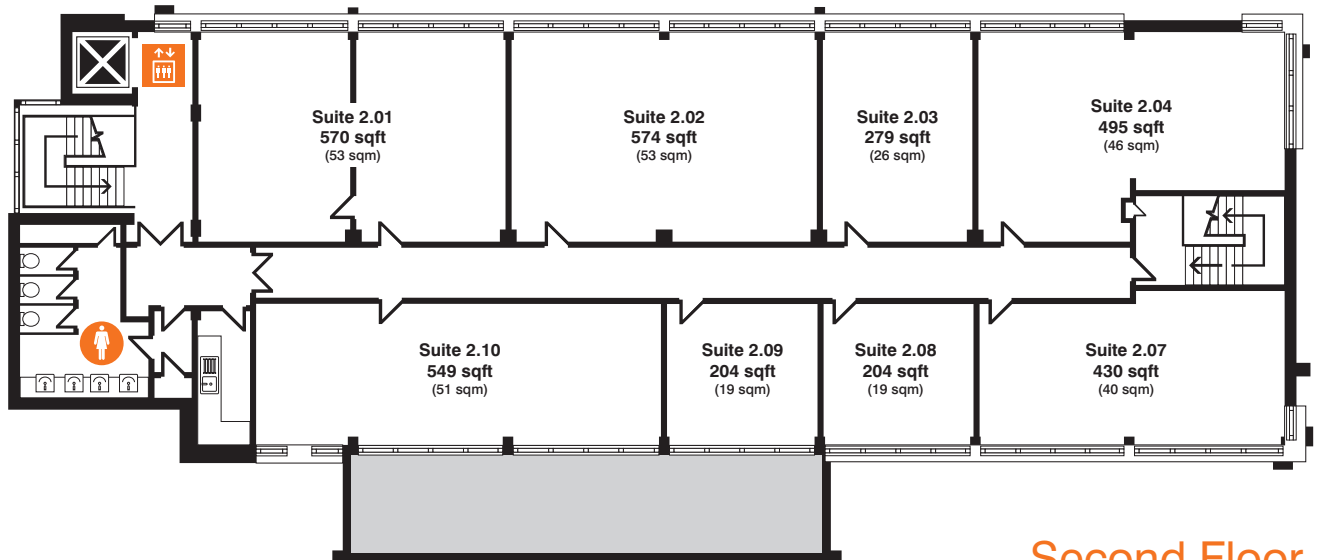 Suite 2.01
570 sqft
(53 sqm)
Suite 2.02
574 sqft
(53 sqm)
Suite 2.03
279 sqft
(26 sqm)
Suite 2.04
495 sqft
(46 sqm)
Suite 2.10
549 sqft
(51 sqm)
Suite 2.09
204 sqft
(19 sqm)
Suite 2.08
204 sqft
(19 sqm)
Suite 2.07
430 sqft
(40 sqm)
Second Floor